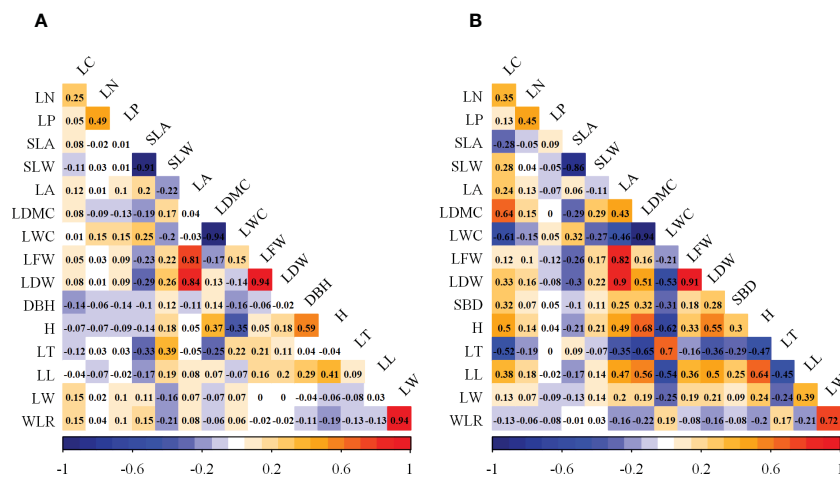 A
LC
LN 0.25 LN
LP 0.05 0.49 LP
SLA 0.08 -0.02 0.01 SLA
SLW -0.11 0.03 0.01 -0.91 SLW
LA 0.12 0.01 0.1 0.2 -0.22 LA
LDMC 0.08 -0.09 -0.13 -0.19 0.17 0.04 LDMC
LWC 0.01 0.15 0.15 0.25 -0.2 -0.03 -0.94 LWC
LFW 0.05 0.03 0.09 -0.23 0.22 0.81 -0.17 0.15 LFW
LDW 0.08 0.01 0.09 -0.29 0.26 0.84 0.13 -0.14 0.94 LDW
DBH -0.14 -0.06 -0.14 -0.1 0.12 -0.11 0.14 -0.16 -0.06 -0.02 DBH
H -0.07 -0.07 -0.09 -0.14 0.18 0.05 0.37 -0.35 0.05 0.18 0.59 H
LT -0.12 0.03 0.03 -0.33 0.39 -0.05 -0.25 0.22 0.21 0.11 0.04 -0.04 LT
LL -0.04 -0.07 -0.02 -0.17 0.19 0.08 0.07 -0.07 0.16 0.2 0.29 0.41 0.09 LL
LW 0.15 0.02 0.1 0.11 -0.16 0.07 -0.07 0.07 0 0 -0.04 -0.06 -0.08 0.03 LW
WLR 0.15 0.04 0.1 0.15 -0.21 0.08 -0.06 0.06 -0.02 -0.02 -0.11 -0.19 -0.13 -0.13 0.94
-1 -0.6 -0.2 0.2 0.6 1
B
LC
LN 0.35 LN
LP 0.13 0.45 LP
SLA -0.28 -0.05 0.09 SLA
SLW 0.28 0.04 -0.05 -0.86 SLW
LA 0.24 0.13 -0.07 0.06 -0.11 LA
LDMC 0.64 0.15 0 -0.29 0.29 0.43 LDMC
LWC -0.61 -0.15 0.05 0.32 -0.27 -0.46 -0.94 LWC
LFW 0.12 0.1 -0.12 -0.26 0.17 0.82 0.16 -0.21 LFW
LDW 0.33 0.16 -0.08 -0.3 0.22 0.9 0.51 -0.53 0.91 LDW
SBD 0.32 0.07 0.05 -0.1 0.11 0.25 0.32 -0.31 0.18 0.28 SBD
H 0.5 0.14 0.04 -0.21 0.21 0.49 0.68 -0.62 0.33 0.55 0.3 H
LT -0.52 -0.19 0 0.09 -0.07 -0.35 -0.65 0.7 -0.16 -0.36 -0.29 -0.47 LT
LL 0.38 0.18 -0.02 -0.17 0.14 0.47 0.56 -0.54 0.36 0.5 0.25 0.64 -0.45 LL
LW 0.13 0.07 -0.09 -0.13 0.14 0.2 0.19 -0.25 0.19 0.21 0.09 0.24 -0.24 0.39 LW
WLR -0.13 -0.06 -0.08 -0.01 0.03 -0.16 -0.22 0.19 -0.08 -0.16 -0.08 -0.2 0.17 -0.21 0.72
-1 -0.6 -0.2 0.2 0.6 1